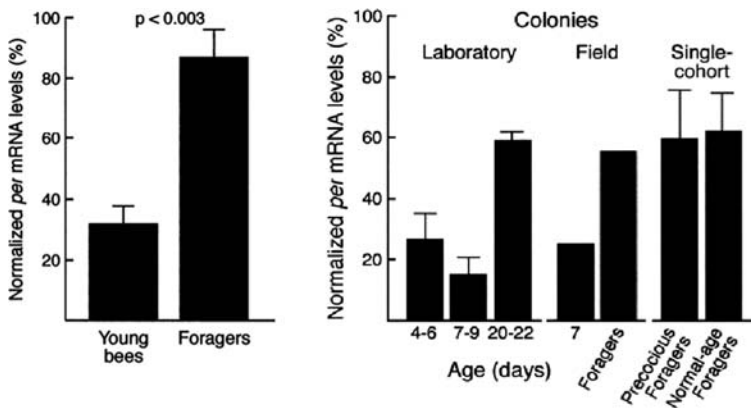 Normalized per mRNA levels (%)
100
80
60
40
20
p < 0.003
Young
bees
Foragers
Normalized per mRNA levels (%)
100
80
60
40
20
Colonies
Laboratory
Field
Single-
cohort
4-6
7-9
20-22
7
Foragers
Precocious
Foragers
Normal-age
Foragers
Age (days)